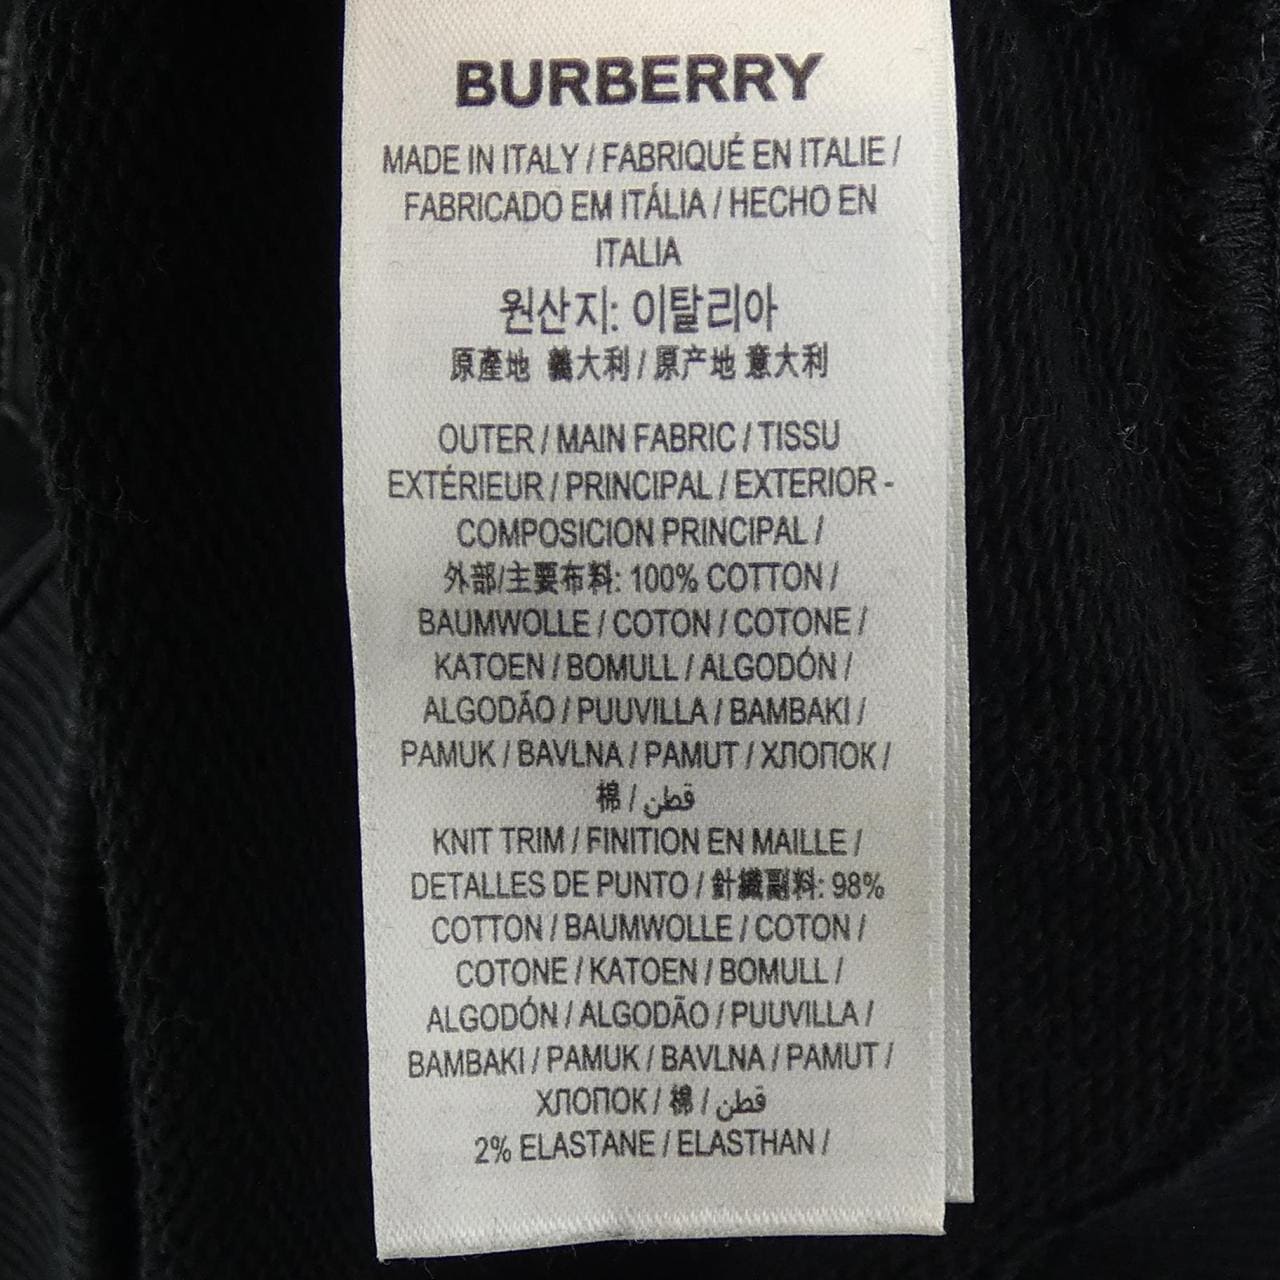 BURBERRY
MADE IN ITALY / FABRIQUÉ EN ITALIE /
FABRICADO EM ITÁLIA / HECHO EN
ITALIA
원산지: 이탈리아
原產地 義大利 / 原产地 意大利
OUTER / MAIN FABRIC / TISSU
EXTÉRIEUR / PRINCIPAL / EXTERIOR -
COMPOSICION PRINCIPAL /
外部/主要布料: 100% COTTON /
BAUMWOLLE / COTON / COTONE /
KATOEN / BOMULL / ALGODÓN /
ALGODÃO / PUUVILLA / BAMBAKI /
PAMUK / BAVLNA / PAMUT / ХЛОПОК /
棉 / قطن
KNIT TRIM / FINITION EN MAILLE /
DETALLES DE PUNTO / 針織副料: 98%
COTTON / BAUMWOLLE / COTON /
COTONE / KATOEN / BOMULL /
ALGODÓN / ALGODÃO / PUUVILLA /
BAMBAKI / PAMUK / BAVLNA / PAMUT /
ХЛОПОК / 棉 / قطن
2% ELASTANE / ELASTHAN /